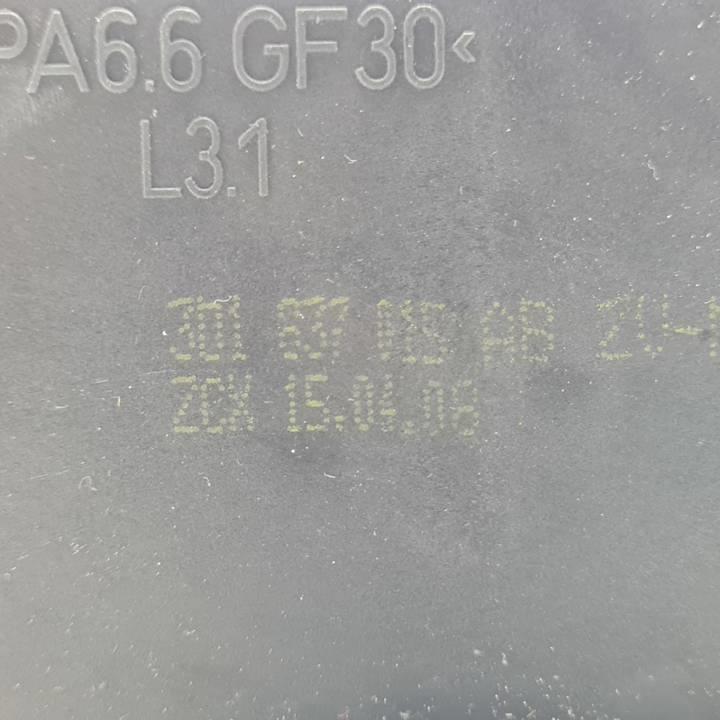 PA6.6 GF30<
L3.1
3D1 837 015 AB
ZCX 15.04.06